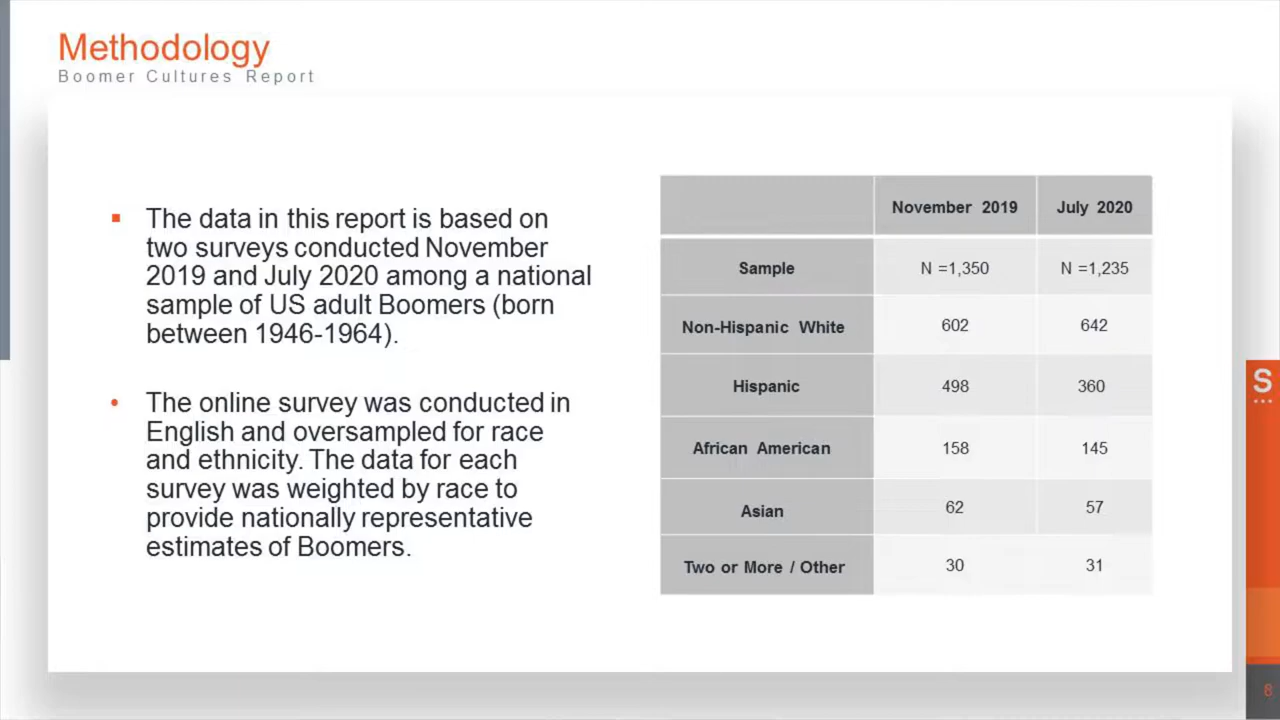 Methodology
Boomer Cultures Report
▪ The data in this report is based on
two surveys conducted November
2019 and July 2020 among a national
sample of US adult Boomers (born
between 1946-1964).
• The online survey was conducted in
English and oversampled for race
and ethnicity. The data for each
survey was weighted by race to
provide nationally representative
estimates of Boomers.
November 2019 July 2020
Sample N =1,350 N =1,235
Non-Hispanic White 602 642
Hispanic 498 360
African American 158 145
Asian 62 57
Two or More / Other 30 31
S
8